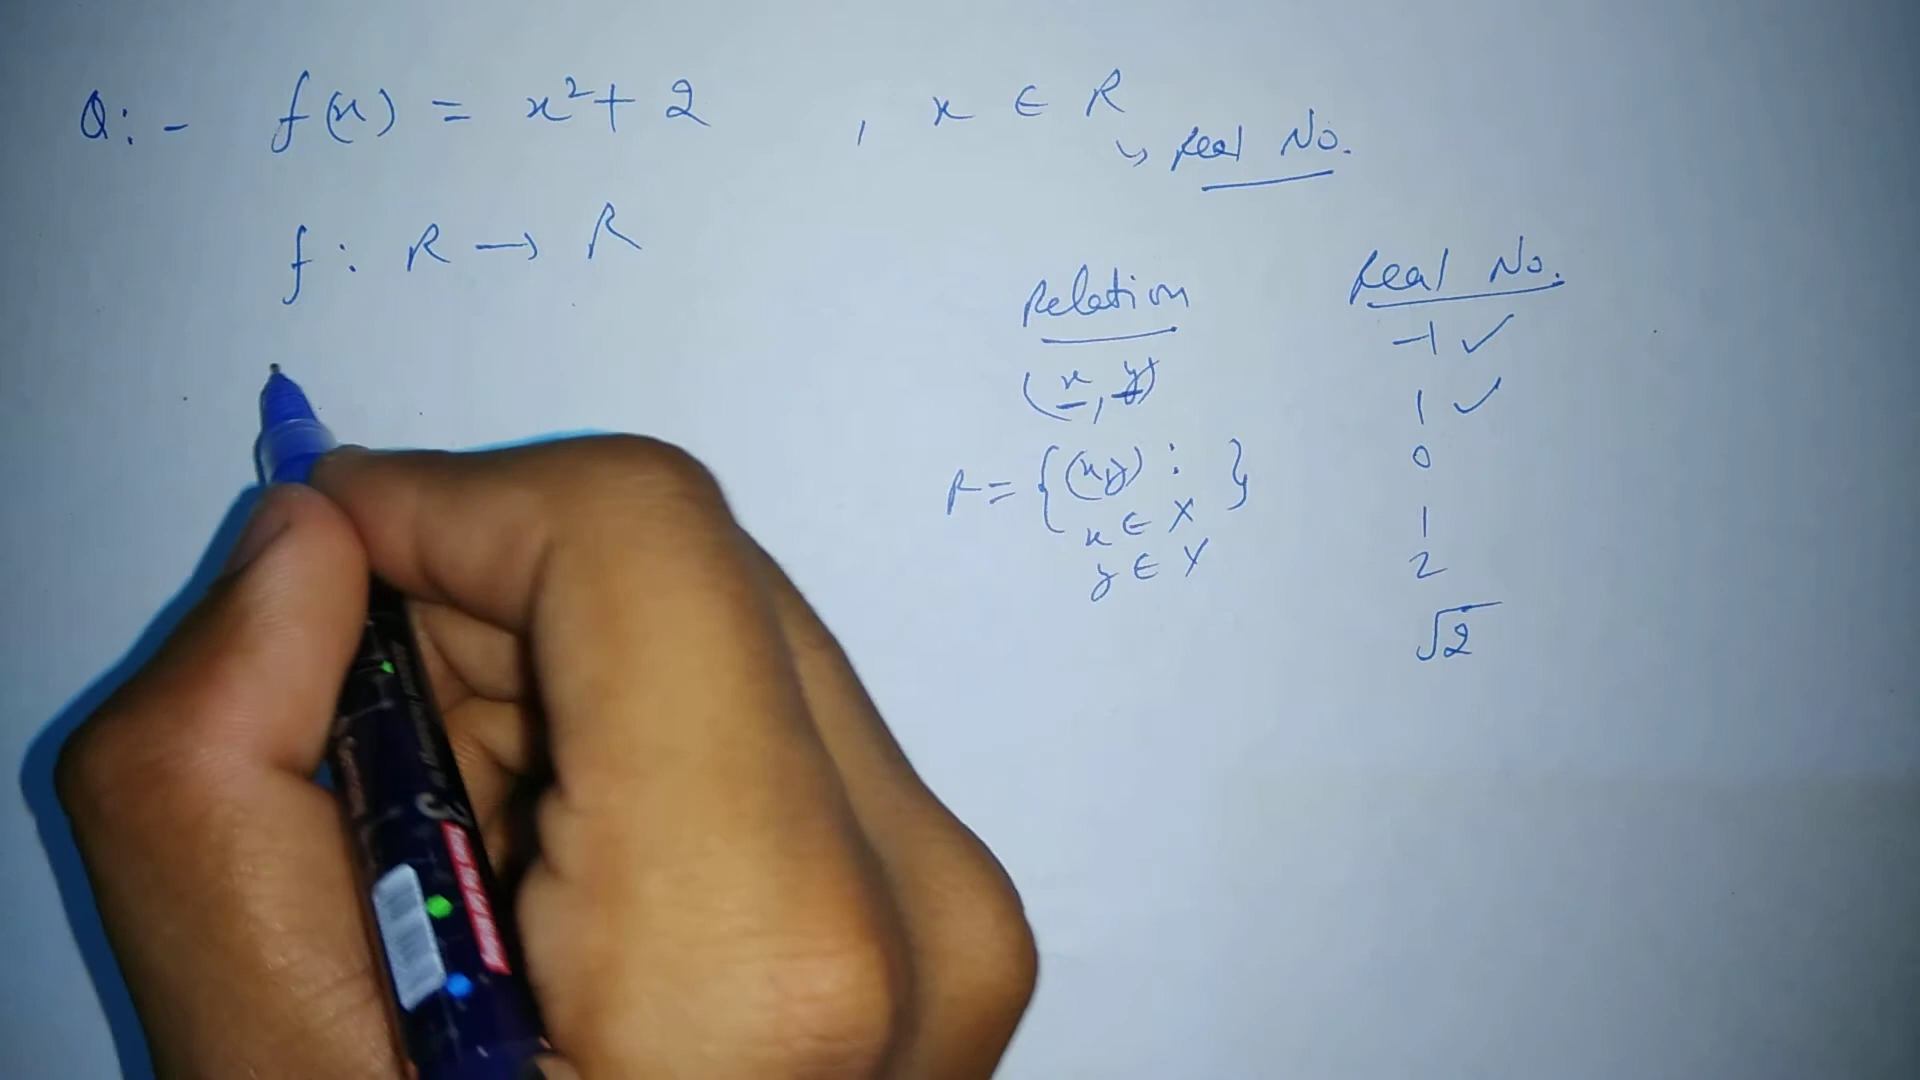 Q:- f(x) = x²+ 2 , x ∈ R
↳ Real No.
f : R → R
Relation
(x, y)
R = {(x,y) : }
x ∈ X
y ∈ Y
Real No.
-1 ✓
1 ✓
0
1
2
√2